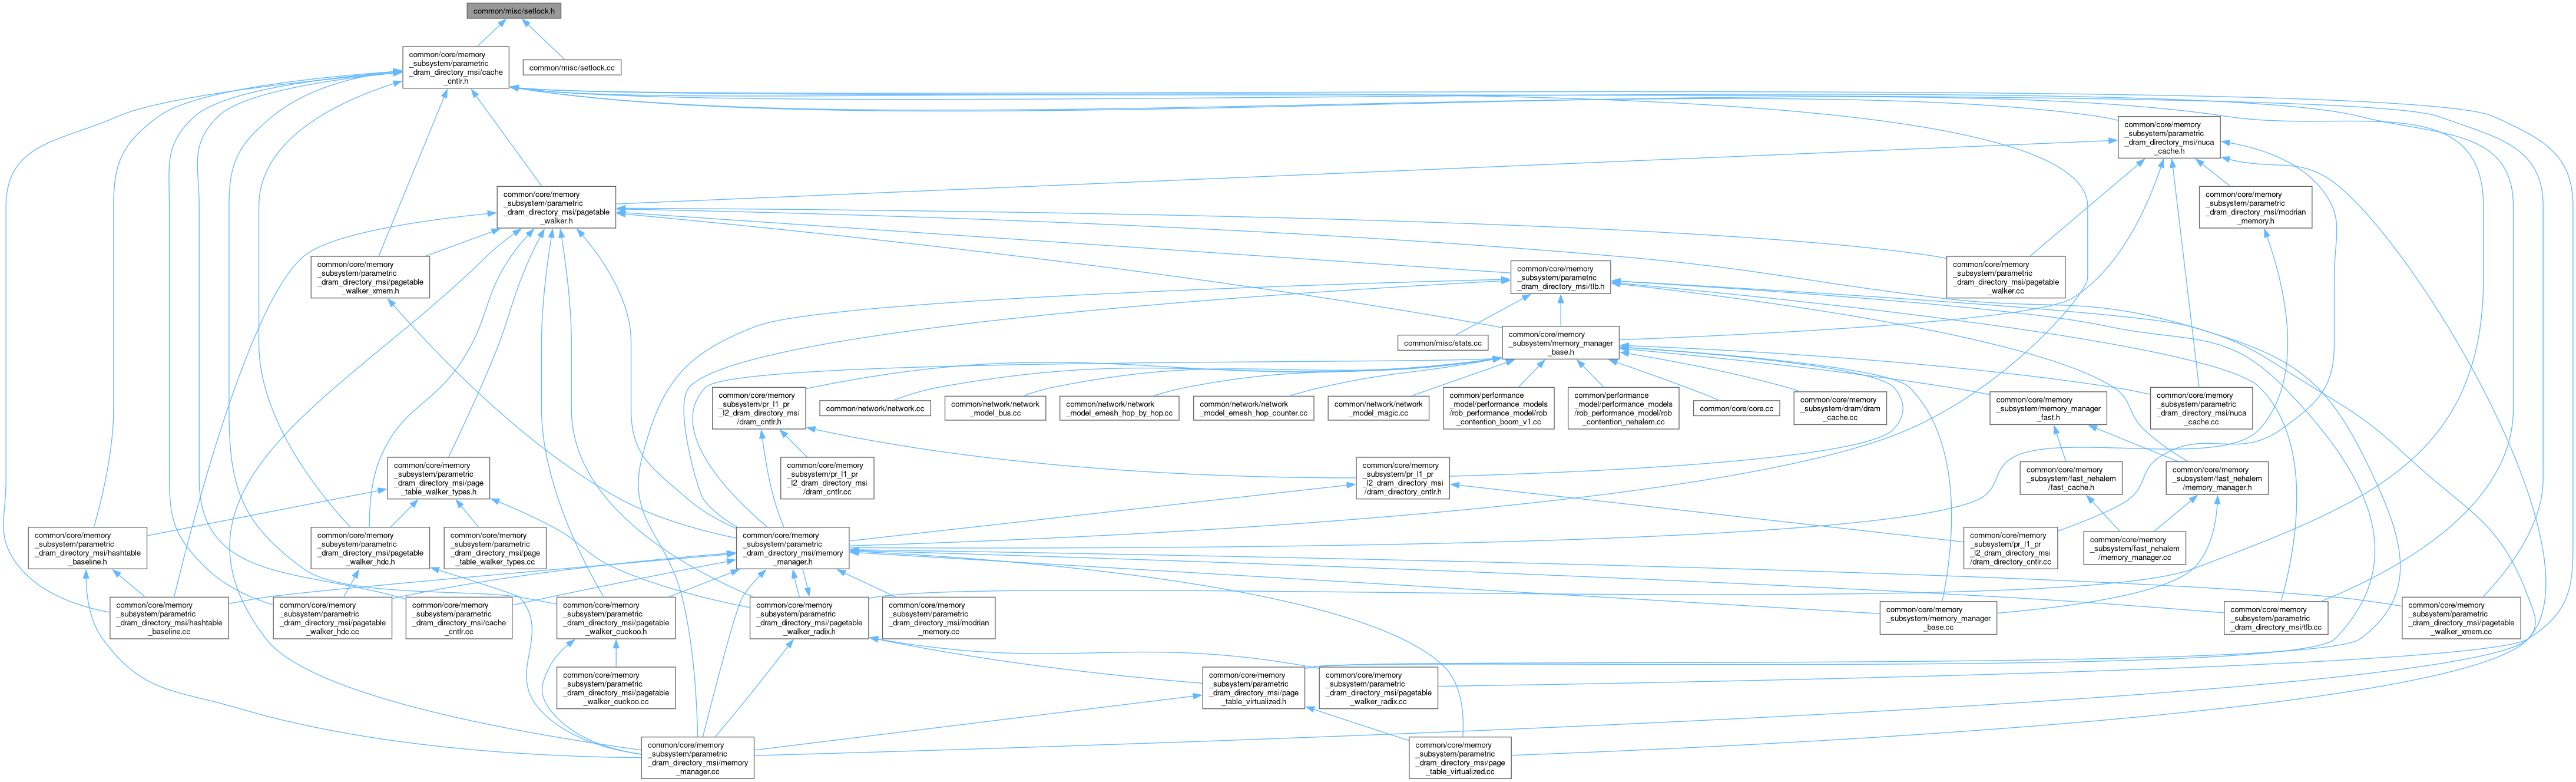 common/misc/setlock.h
common/core/memory
_subsystem/parametric
_dram_directory_msi/cache
_cntlr.h
common/misc/setlock.cc
common/core/memory
_subsystem/parametric
_dram_directory_msi/nuca
_cache.h
common/core/memory
_subsystem/parametric
_dram_directory_msi/pagetable
_walker.h
common/core/memory
_subsystem/parametric
_dram_directory_msi/modrian
_memory.h
common/core/memory
_subsystem/parametric
_dram_directory_msi/pagetable
_walker_xmem.h
common/core/memory
_subsystem/parametric
_dram_directory_msi/tlb.h
common/core/memory
_subsystem/parametric
_dram_directory_msi/pagetable
_walker.cc
common/misc/stats.cc
common/core/memory
_subsystem/memory_manager
_base.h
common/core/memory
_subsystem/pr_l1_pr
_l2_dram_directory_msi
/dram_cntlr.h
common/network/network.cc
common/network/network
_model_bus.cc
common/network/network
_model_emesh_hop_by_hop.cc
common/network/network
_model_emesh_hop_counter.cc
common/network/network
_model_magic.cc
common/performance
_model/performance_models
/rob_performance_model/rob
_contention_boom_v1.cc
common/performance
_model/performance_models
/rob_performance_model/rob
_contention_nehalem.cc
common/core/core.cc
common/core/memory
_subsystem/dram/dram
_cache.cc
common/core/memory
_subsystem/memory_manager
_fast.h
common/core/memory
_subsystem/parametric
_dram_directory_msi/nuca
_cache.cc
common/core/memory
_subsystem/parametric
_dram_directory_msi/page
_table_walker_types.h
common/core/memory
_subsystem/pr_l1_pr
_l2_dram_directory_msi
/dram_cntlr.cc
common/core/memory
_subsystem/pr_l1_pr
_l2_dram_directory_msi
/dram_directory_cntlr.h
common/core/memory
_subsystem/fast_nehalem
/fast_cache.h
common/core/memory
_subsystem/fast_nehalem
/memory_manager.h
common/core/memory
_subsystem/parametric
_dram_directory_msi/hashtable
_baseline.h
common/core/memory
_subsystem/parametric
_dram_directory_msi/pagetable
_walker_hdc.h
common/core/memory
_subsystem/parametric
_dram_directory_msi/page
_table_walker_types.cc
common/core/memory
_subsystem/parametric
_dram_directory_msi/memory
_manager.h
common/core/memory
_subsystem/pr_l1_pr
_l2_dram_directory_msi
/dram_directory_cntlr.cc
common/core/memory
_subsystem/fast_nehalem
/memory_manager.cc
common/core/memory
_subsystem/parametric
_dram_directory_msi/hashtable
_baseline.cc
common/core/memory
_subsystem/parametric
_dram_directory_msi/pagetable
_walker_hdc.cc
common/core/memory
_subsystem/parametric
_dram_directory_msi/cache
_cntlr.cc
common/core/memory
_subsystem/parametric
_dram_directory_msi/pagetable
_walker_cuckoo.h
common/core/memory
_subsystem/parametric
_dram_directory_msi/pagetable
_walker_radix.h
common/core/memory
_subsystem/parametric
_dram_directory_msi/modrian
_memory.cc
common/core/memory
_subsystem/memory_manager
_base.cc
common/core/memory
_subsystem/parametric
_dram_directory_msi/tlb.cc
common/core/memory
_subsystem/parametric
_dram_directory_msi/pagetable
_walker_xmem.cc
common/core/memory
_subsystem/parametric
_dram_directory_msi/pagetable
_walker_cuckoo.cc
common/core/memory
_subsystem/parametric
_dram_directory_msi/page
_table_virtualized.h
common/core/memory
_subsystem/parametric
_dram_directory_msi/pagetable
_walker_radix.cc
common/core/memory
_subsystem/parametric
_dram_directory_msi/memory
_manager.cc
common/core/memory
_subsystem/parametric
_dram_directory_msi/page
_table_virtualized.cc